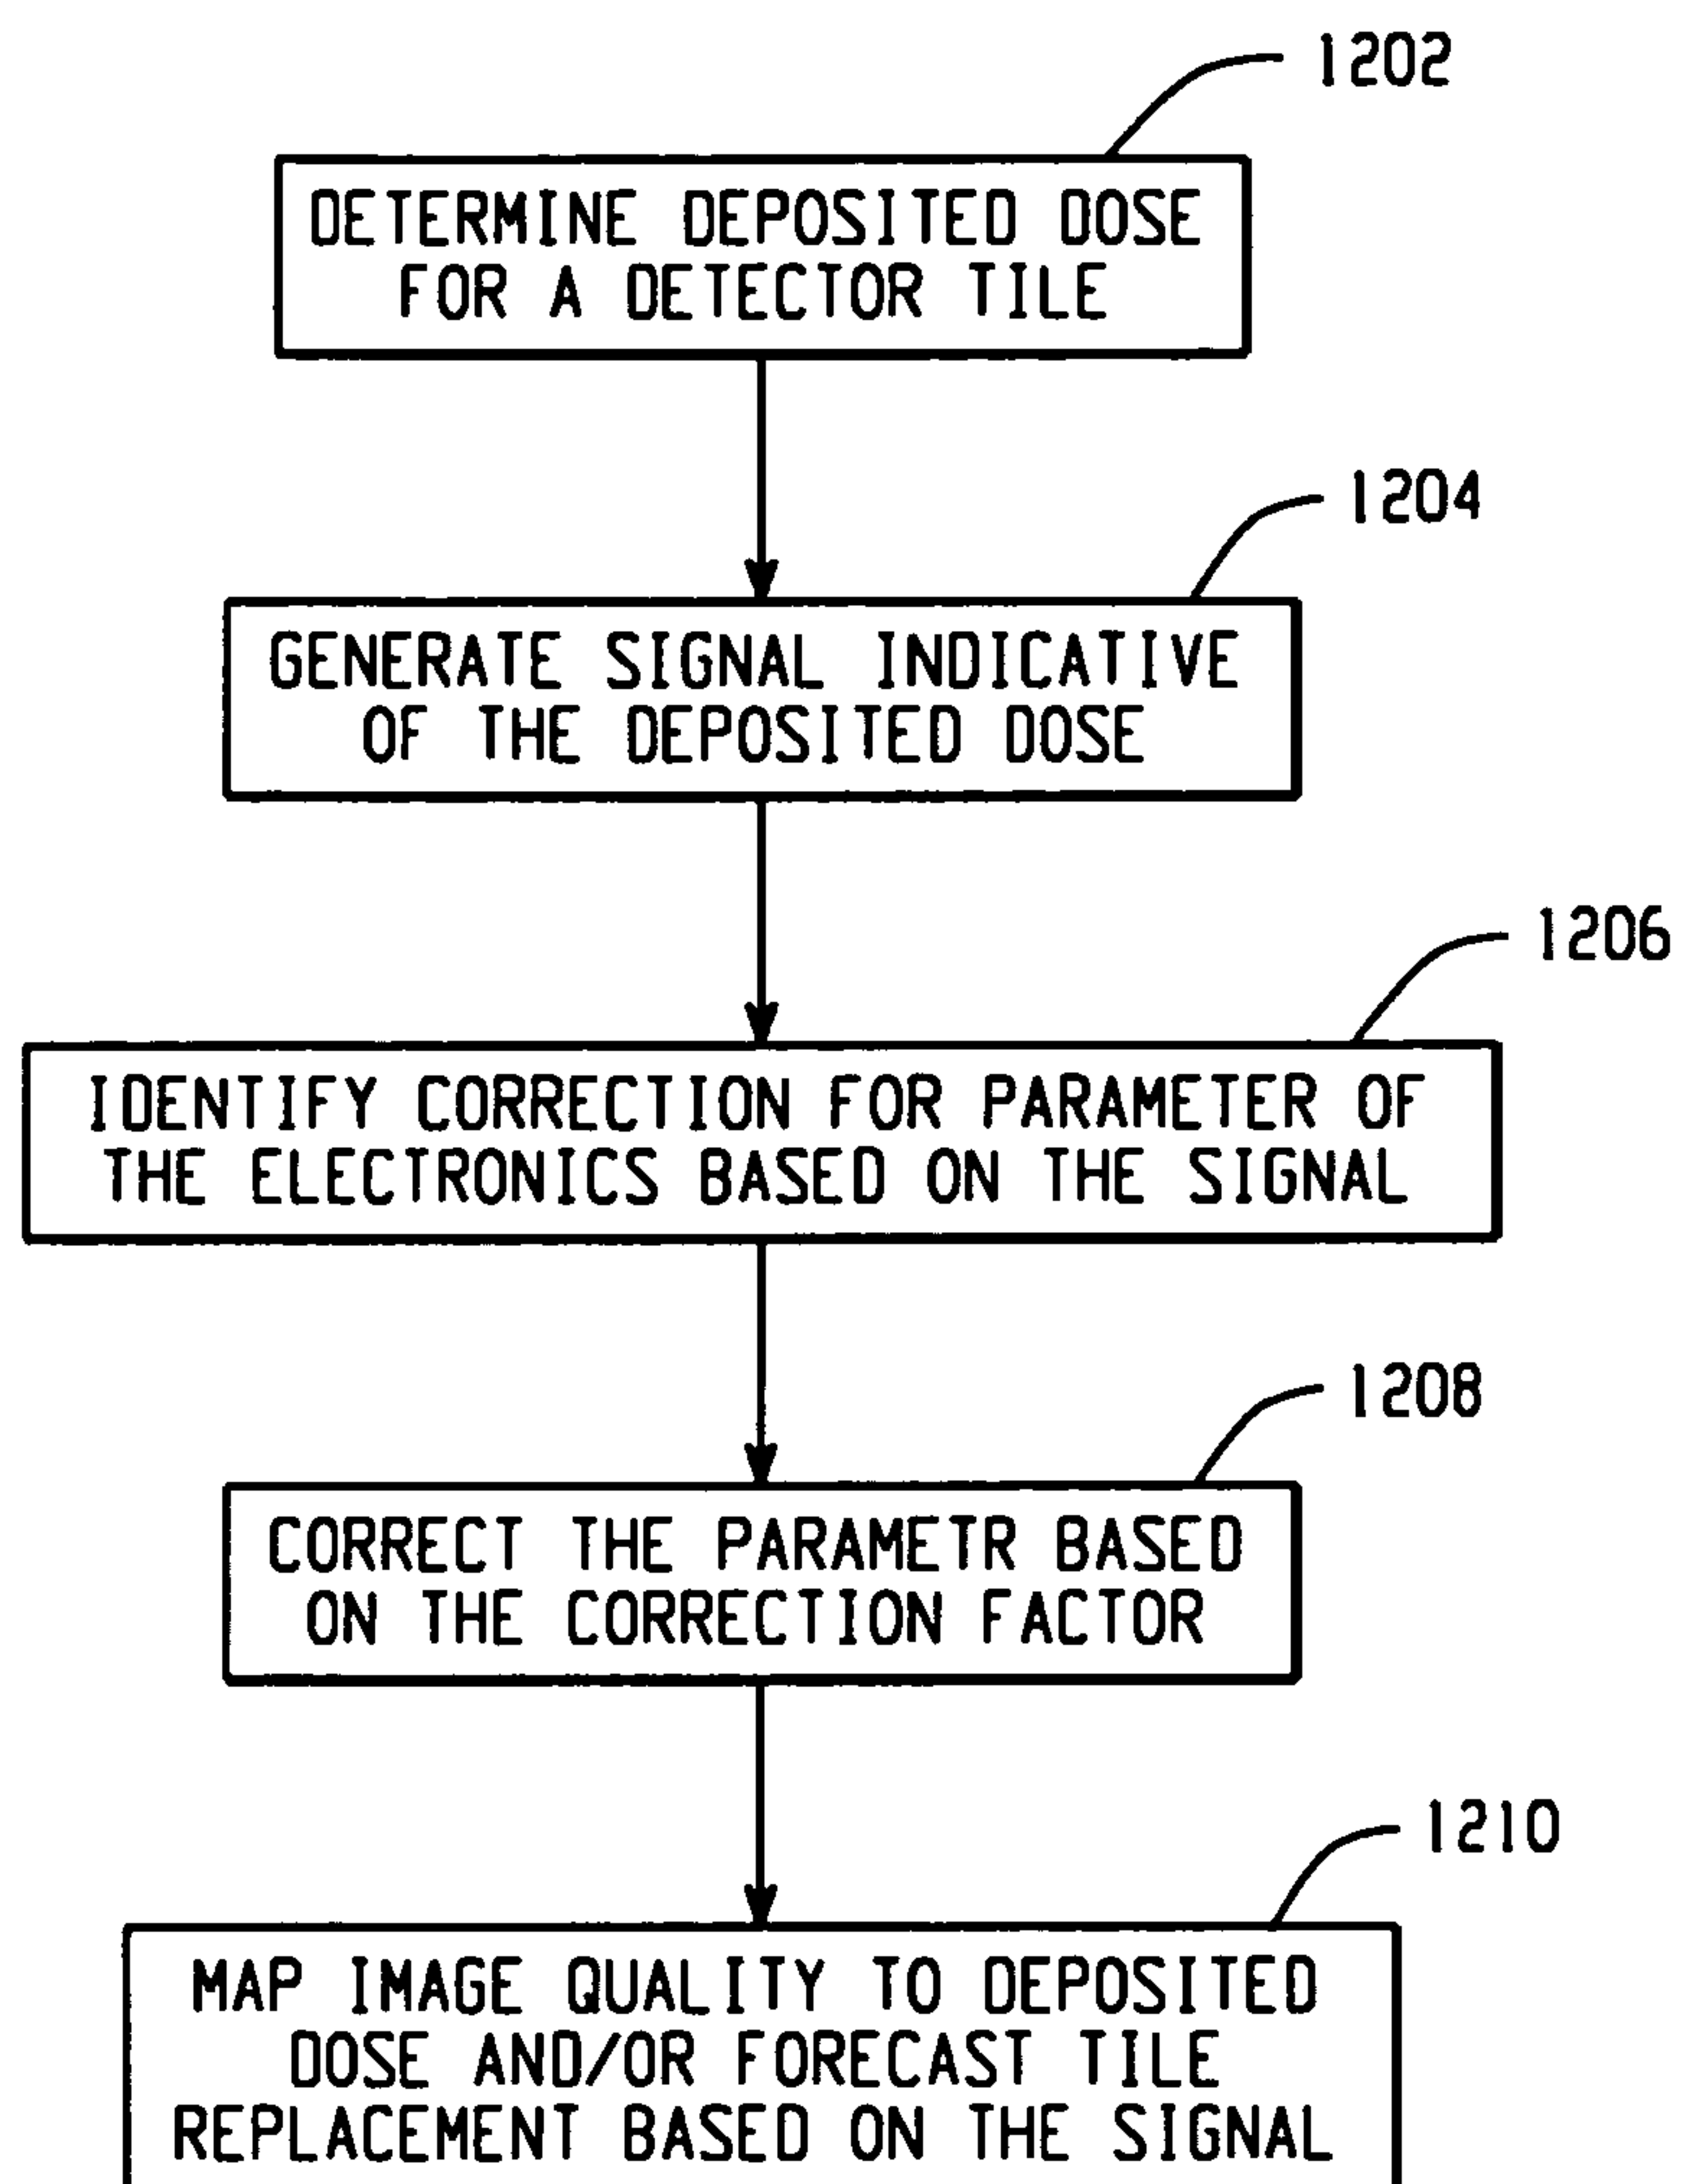 1202
DETERMINE DEPOSITED DOSE
FOR A DETECTOR TILE
1204
GENERATE SIGNAL INDICATIVE
OF THE DEPOSITED DOSE
1206
IDENTIFY CORRECTION FOR PARAMETER OF
THE ELECTRONICS BASED ON THE SIGNAL
1208
CORRECT THE PARAMETR BASED
ON THE CORRECTION FACTOR
1210
MAP IMAGE QUALITY TO DEPOSITED
DOSE AND/OR FORECAST TILE
REPLACEMENT BASED ON THE SIGNAL